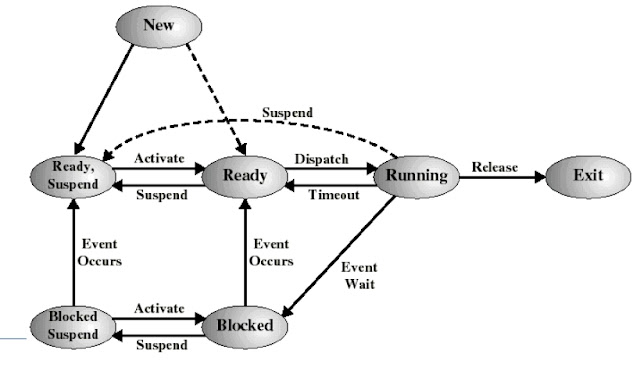 New
Suspend
Ready,
Suspend
Activate
Suspend
Ready
Dispatch
Timeout
Running
Release
Exit
Event
Occurs
Event
Occurs
Event
Wait
Blocked
Suspend
Activate
Suspend
Blocked